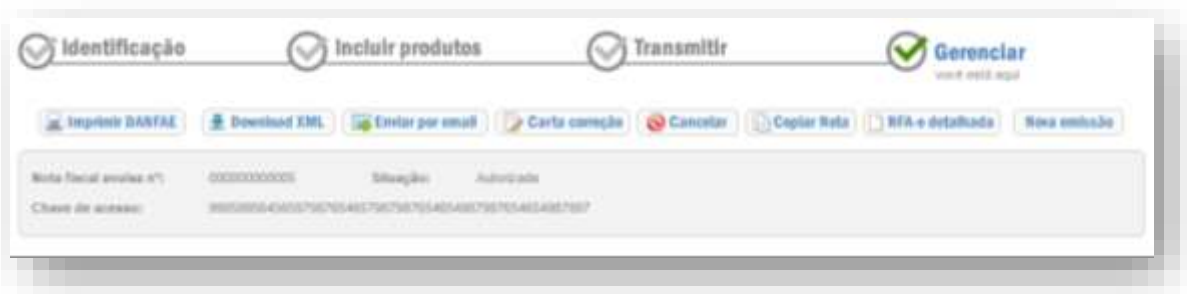 Identificação Incluir produtos Transmitir Gerenciar
você está aqui
Imprimir DANFAE Download XML Enviar por email Carta correção Cancelar Copiar Nota NFA-e detalhada Nova emissão
Nota fiscal avulsa nº: Situação: Autorizada
Chave de acesso: